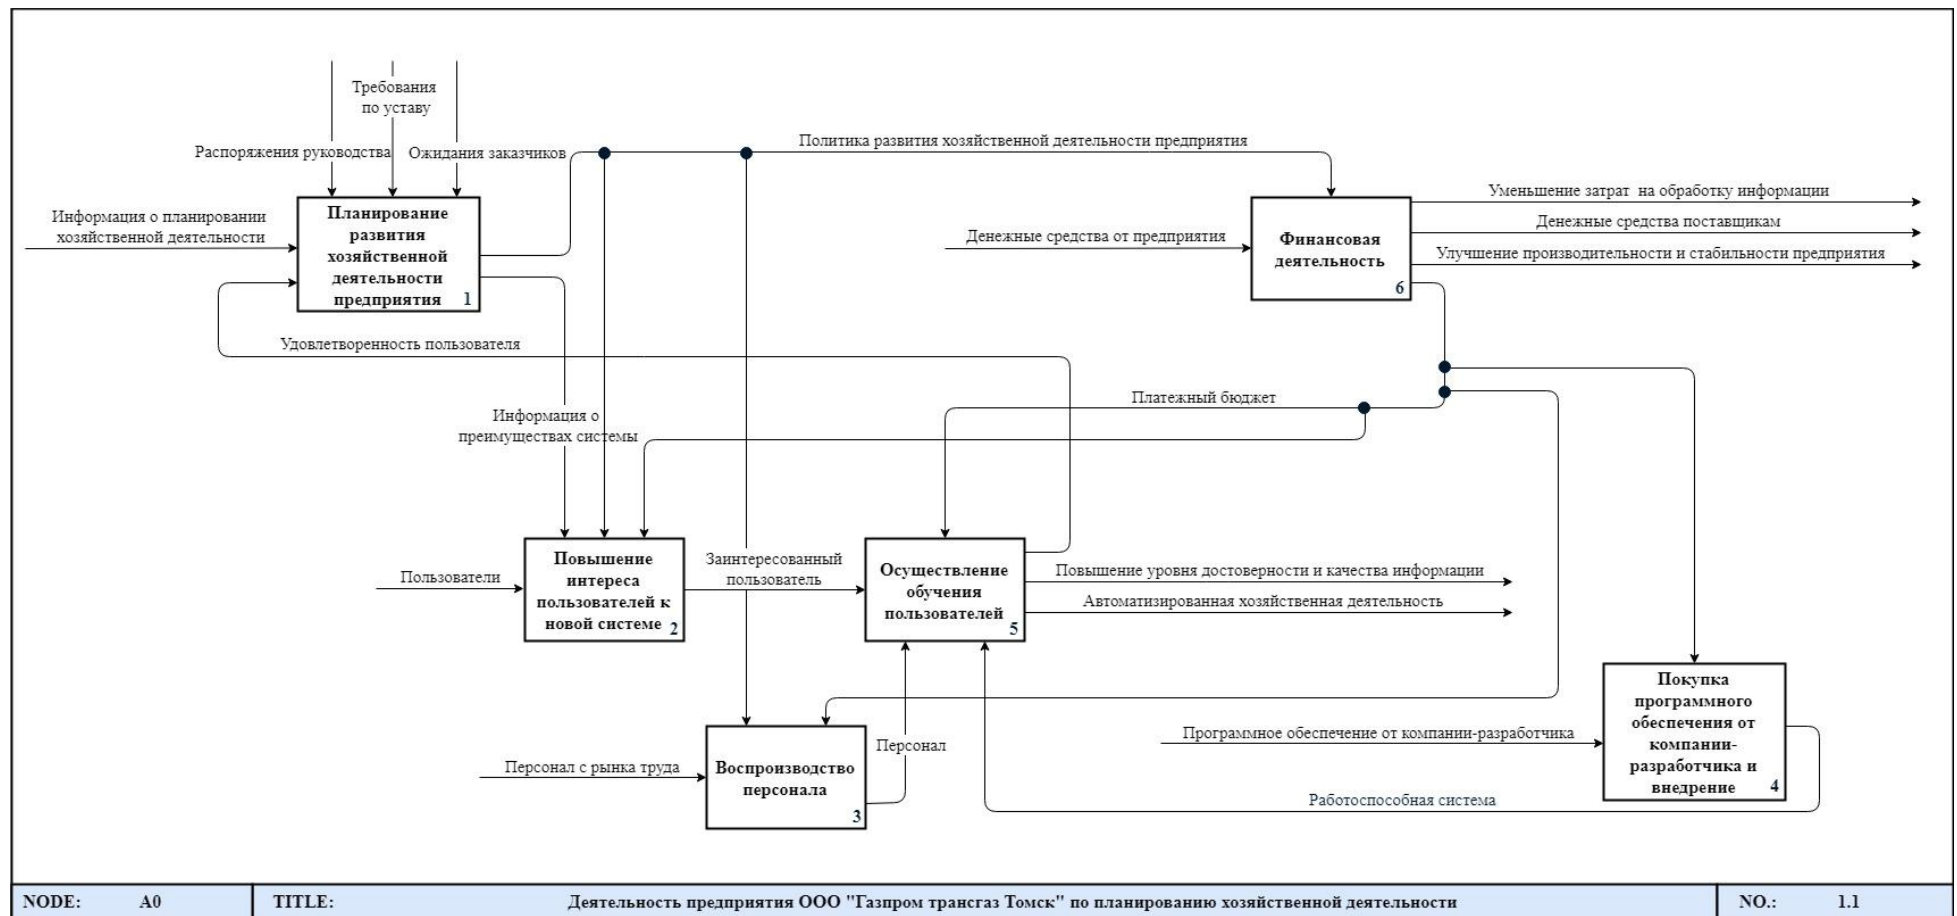 Требования
по уставу
Распоряжения руководства
Ожидания заказчиков
Политика развития хозяйственной деятельности предприятия
Информация о планировании
хозяйственной деятельности
Планирование
развития
хозяйственной
деятельности
предприятия
1
Денежные средства от предприятия
Финансовая
деятельность
6
Уменьшение затрат на обработку информации
Денежные средства поставщикам
Улучшение производительности и стабильности предприятия
Удовлетворенность пользователя
Платежный бюджет
Информация о
преимуществах системы
Пользователи
Повышение
интереса
пользователей к
новой системе
2
Заинтересованный
пользователь
Осуществление
обучения
пользователей
5
Повышение уровня достоверности и качества информации
Автоматизированная хозяйственная деятельность
Персонал с рынка труда
Воспроизводство
персонала
3
Персонал
Программное обеспечение от компании-разработчика
Покупка
программного
обеспечения от
компании-
разработчика и
внедрение
4
Работоспособная система
NODE: A0
TITLE: Деятельность предприятия ООО "Газпром трансгаз Томск" по планированию хозяйственной деятельности
NO.: 1.1